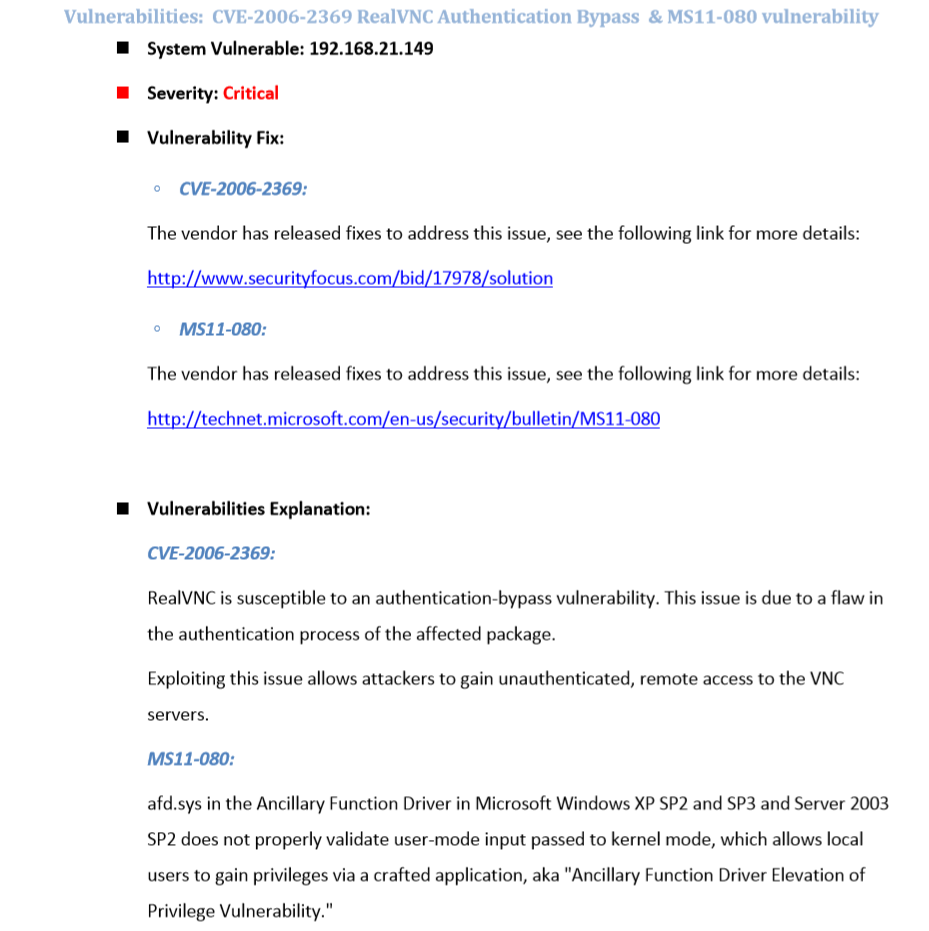 Vulnerabilities: CVE-2006-2369 RealVNC Authentication Bypass & MS11-080 vulnerability
System Vulnerable: 192.168.21.149
Severity: Critical
Vulnerability Fix:
CVE-2006-2369:
The vendor has released fixes to address this issue, see the following link for more details:
http://www.securityfocus.com/bid/17978/solution
MS11-080:
The vendor has released fixes to address this issue, see the following link for more details:
http://technet.microsoft.com/en-us/security/bulletin/MS11-080
Vulnerabilities Explanation:
CVE-2006-2369:
RealVNC is susceptible to an authentication-bypass vulnerability. This issue is due to a flaw in
the authentication process of the affected package.
Exploiting this issue allows attackers to gain unauthenticated, remote access to the VNC
servers.
MS11-080:
afd.sys in the Ancillary Function Driver in Microsoft Windows XP SP2 and SP3 and Server 2003
SP2 does not properly validate user-mode input passed to kernel mode, which allows local
users to gain privileges via a crafted application, aka "Ancillary Function Driver Elevation of
Privilege Vulnerability."